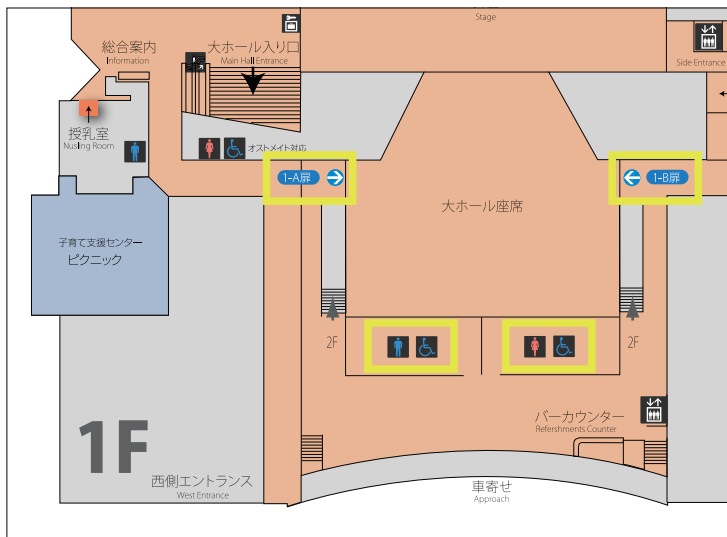 Stage
総合案内
Information
大ホール入り口
Main Hall Entrance
Side Entrance
授乳室
Nusling Room
オストメイト対応
1-A扉
1-B扉
大ホール座席
子育て支援センター
ピクニック
2F
2F
バーカウンター
Refershments Counter
1F
西側エントランス
West Entrance
車寄せ
Approach